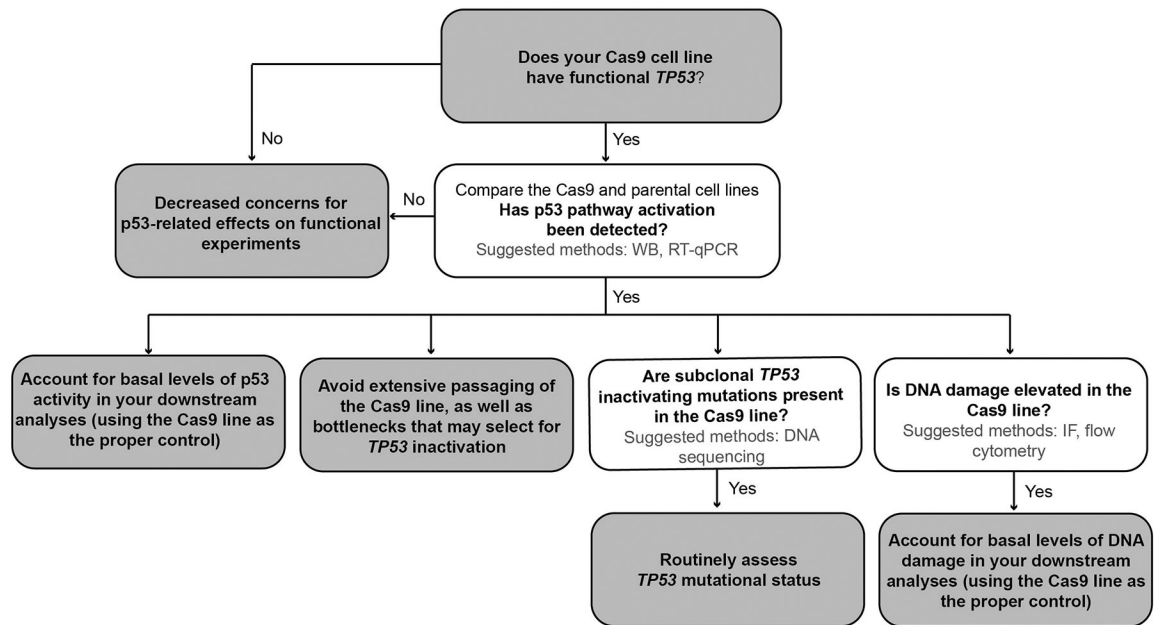 Does your Cas9 cell line
have functional TP53?
No
Yes
Decreased concerns for
p53-related effects on functional
experiments
No
Compare the Cas9 and parental cell lines
Has p53 pathway activation
been detected?
Suggested methods: WB, RT-qPCR
Yes
Account for basal levels of p53
activity in your downstream
analyses (using the Cas9 line as
the proper control)
Avoid extensive passaging of
the Cas9 line, as well as
bottlenecks that may select for
TP53 inactivation
Are subclonal TP53
inactivating mutations present
in the Cas9 line?
Suggested methods: DNA
sequencing
Is DNA damage elevated in the
Cas9 line?
Suggested methods: IF, flow
cytometry
Yes
Yes
Routinely assess
TP53 mutational status
Account for basal levels of DNA
damage in your downstream
analyses (using the Cas9 line as
the proper control)